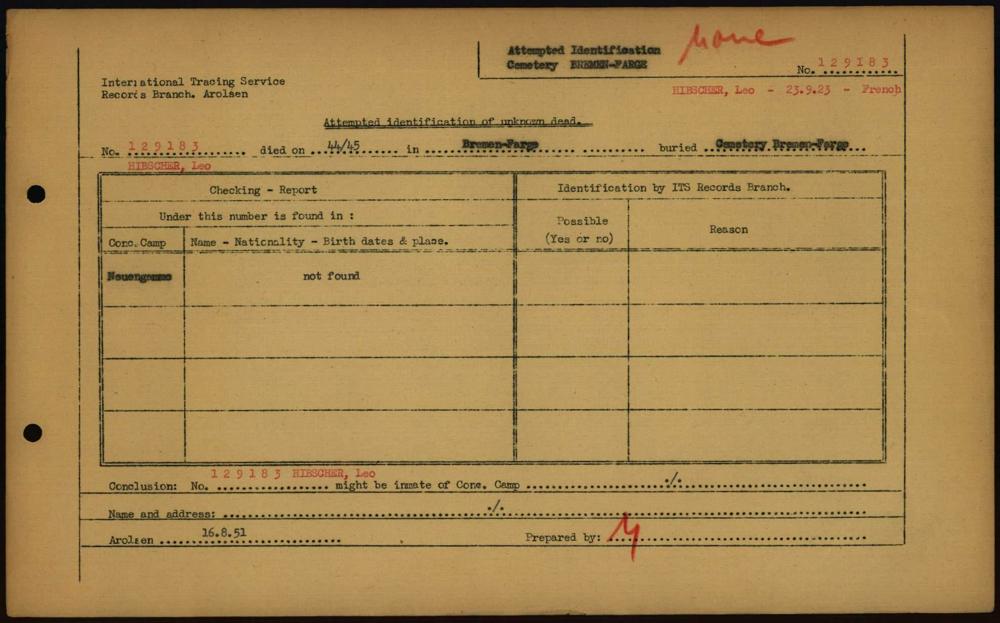 Attempted Identification
Cemetery BREMEN-FARGE
none
No. 129183
International Tracing Service
Records Branch. Arolsen
HIBSCHER, Leo - 23.9.23 - French
Attempted identification of unknown dead.
No. 129183 died on 44/45 in Bremen-Farge buried Cemetery Bremen-Farge
HIBSCHER, Leo
Checking - Report
Identification by ITS Records Branch.
Under this number is found in :
Possible
(Yes or no)
Reason
Conc. Camp
Name - Nationality - Birth dates & place.
Neuengamme
not found
129183 HIBSCHER, Leo
Conclusion: No. might be inmate of Conc. Camp ./.
Name and address: ./.
Arolsen 16.8.51 Prepared by: